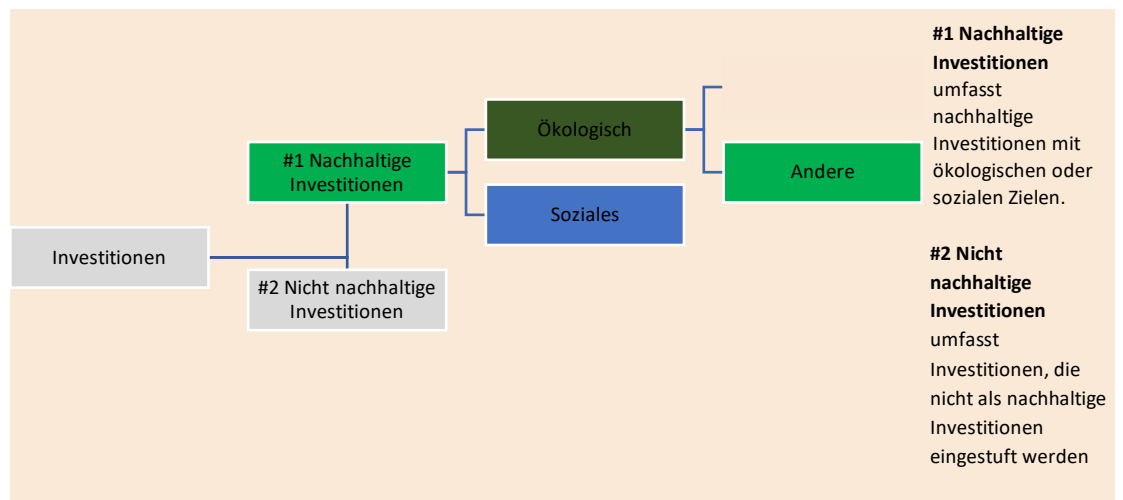 Investitionen
#1 Nachhaltige
Investitionen
#2 Nicht nachhaltige
Investitionen
Ökologisch
Soziales
Andere
#1 Nachhaltige
Investitionen
umfasst
nachhaltige
Investitionen mit
ökologischen oder
sozialen Zielen.
#2 Nicht
nachhaltige
Investitionen
umfasst
Investitionen, die
nicht als nachhaltige
Investitionen
eingestuft werden